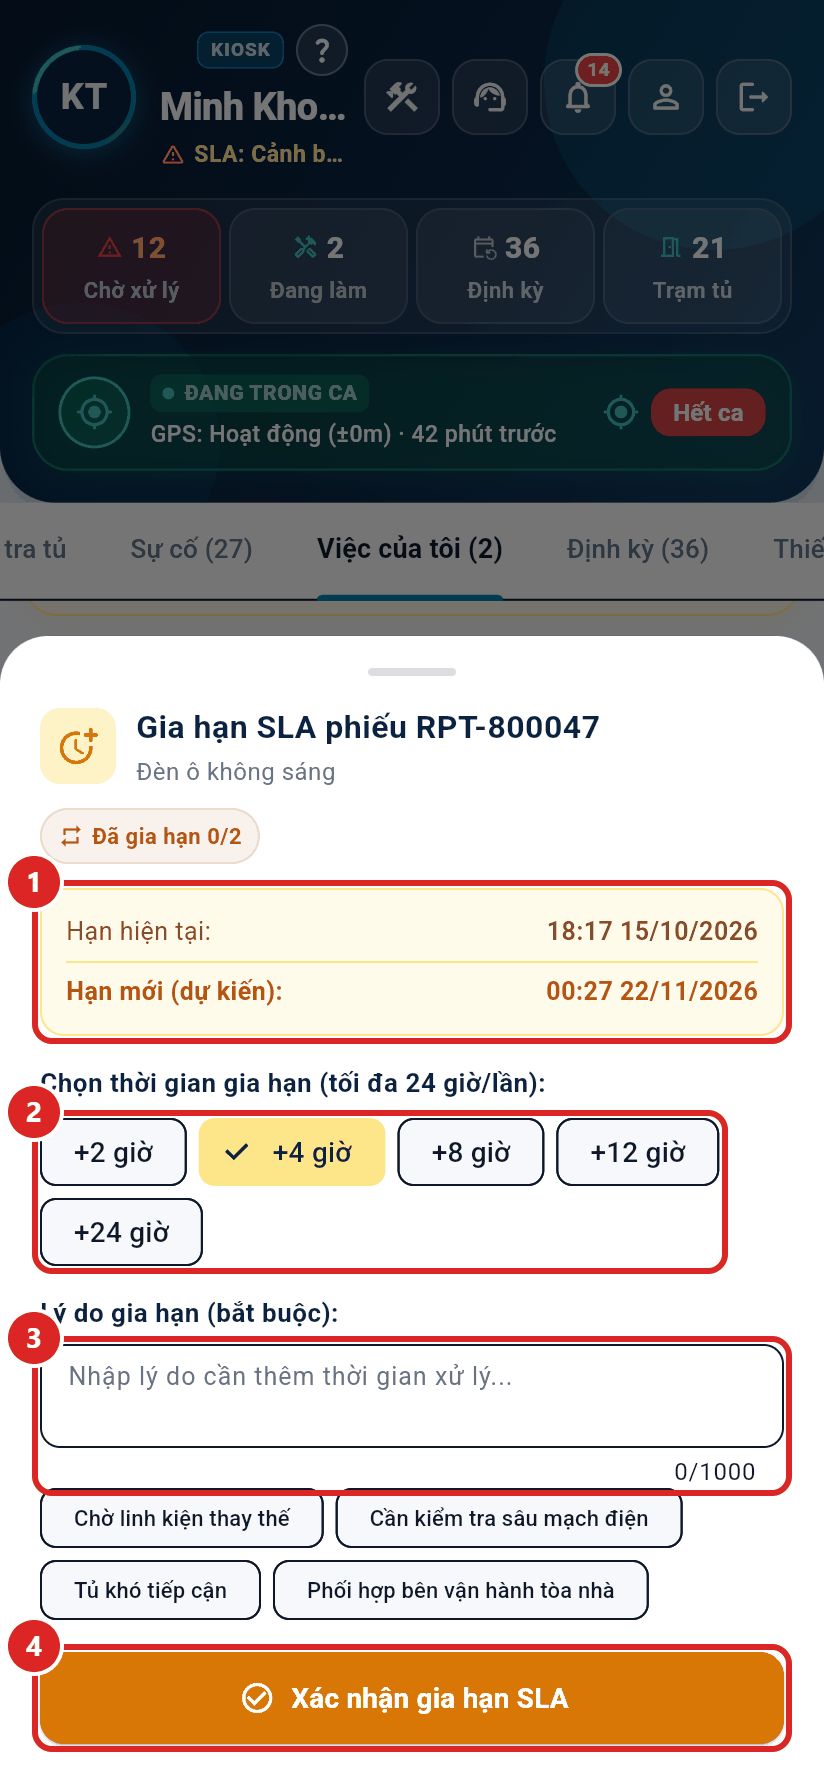 KIOSK
?
KT
Minh Kho...
SLA: Cảnh b...
14
12
Chờ xử lý
2
Đang làm
36
Định kỳ
21
Trạm tủ
ĐANG TRONG CA
GPS: Hoạt động (±0m) · 42 phút trước
Hết ca
tra tủ
Sự cố (27)
Việc của tôi (2)
Định kỳ (36)
Thiế
Gia hạn SLA phiếu RPT-800047
Đèn ô không sáng
Đã gia hạn 0/2
1
Hạn hiện tại: 18:17 15/10/2026
Hạn mới (dự kiến): 00:27 22/11/2026
Chọn thời gian gia hạn (tối đa 24 giờ/lần):
2
+2 giờ
+4 giờ
+8 giờ
+12 giờ
+24 giờ
Lý do gia hạn (bắt buộc):
3
Nhập lý do cần thêm thời gian xử lý...
0/1000
Chờ linh kiện thay thế
Cần kiểm tra sâu mạch điện
Tủ khó tiếp cận
Phối hợp bên vận hành tòa nhà
4
Xác nhận gia hạn SLA